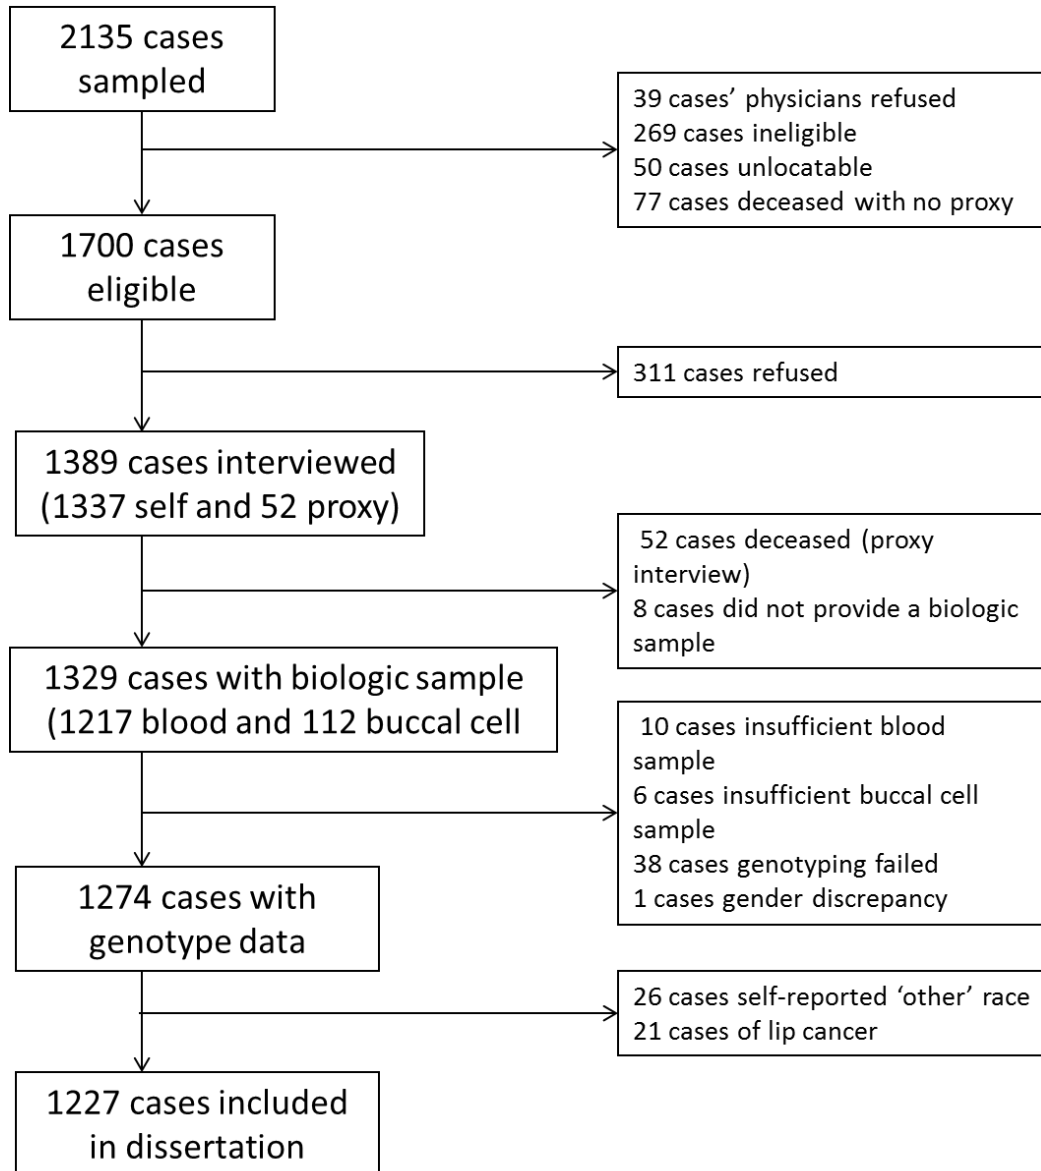 2135 cases
sampled
39 cases’ physicians refused
269 cases ineligible
50 cases unlocatable
77 cases deceased with no proxy
1700 cases
eligible
311 cases refused
1389 cases interviewed
(1337 self and 52 proxy)
52 cases deceased (proxy
interview)
8 cases did not provide a biologic
sample
1329 cases with biologic sample
(1217 blood and 112 buccal cell
10 cases insufficient blood
sample
6 cases insufficient buccal cell
sample
38 cases genotyping failed
1 cases gender discrepancy
1274 cases with
genotype data
26 cases self-reported ‘other’ race
21 cases of lip cancer
1227 cases included
in dissertation